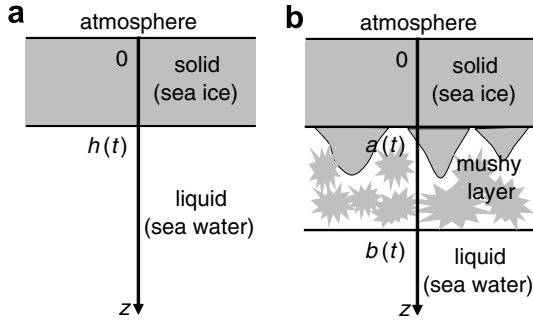 a
atmosphere
0
solid
(sea ice)
h(t)
liquid
(sea water)
z
b
atmosphere
0
solid
(sea ice)
a(t)
mushy
layer
b(t)
liquid
(sea water)
z